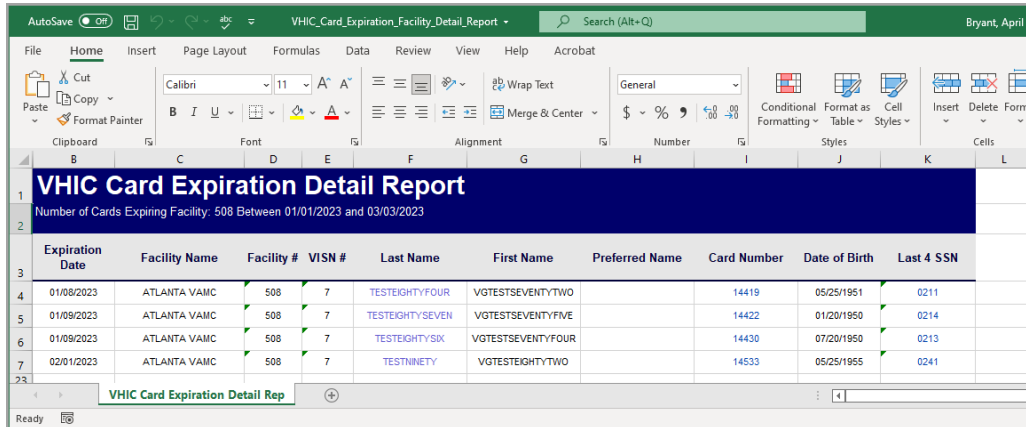 AutoSave Off abc VHIC_Card_Expiration_Facility_Detail_Report Search (Alt+Q) Bryant, April
File Home Insert Page Layout Formulas Data Review View Help Acrobat
Cut
Copy
Format Painter
Paste
Calibri 11 A A
B I U A
ab Wrap Text
Merge & Center
General
$ % 9
Conditional Formatting
Format as Table
Cell Styles
Insert Delete Form
Clipboard Font Alignment Number Styles Cells
B C D E F G H I J K L
1 VHIC Card Expiration Detail Report
2 Number of Cards Expiring Facility: 508 Between 01/01/2023 and 03/03/2023
3 Expiration Date Facility Name Facility # VISN # Last Name First Name Preferred Name Card Number Date of Birth Last 4 SSN
4 01/08/2023 ATLANTA VAMC 508 7 TESTEIGHTYFOUR VGTESTSEVENTYTWO 14419 05/25/1951 0211
5 01/09/2023 ATLANTA VAMC 508 7 TESTEIGHTYSEVEN VGTESTSEVENTYFIVE 14422 01/20/1950 0214
6 01/09/2023 ATLANTA VAMC 508 7 TESTEIGHTYSIX VGTESTSEVENTYFOUR 14430 07/20/1950 0213
7 02/01/2023 ATLANTA VAMC 508 7 TESTNINETY VGTESTEIGHTYTWO 14533 05/25/1955 0241
23
VHIC Card Expiration Detail Rep
Ready